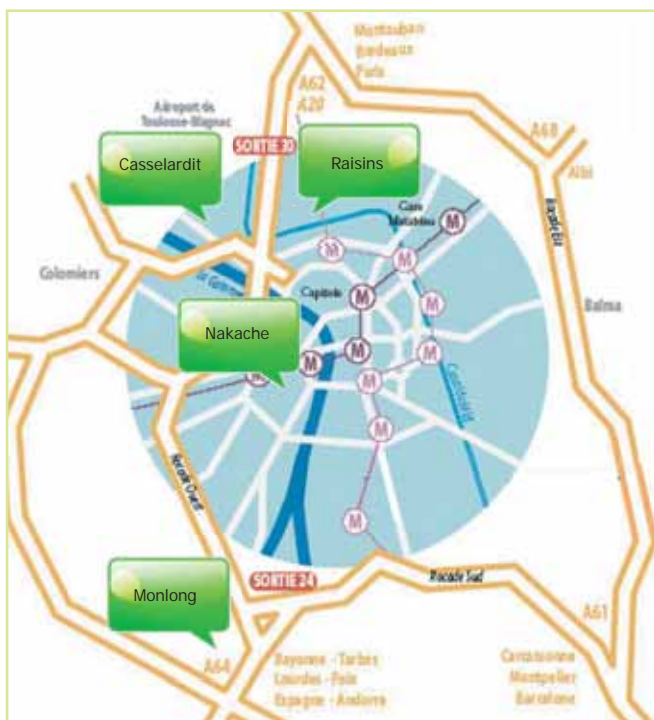 Montauban
Bordeaux
Paris
A62
A20
Aéroport de
Toulouse-Blagnac
SORTIE 30
A68
Albi
Casselardit
Raisins
Gare
Matabiau
M
M
M
Rocade Est
Colomiers
La Garonne
Capitole
M
M
Balma
Nakache
M
M
M
M
M
M
Rocade Ouest
M
SORTIE 24
Rocade Sud
Monlong
A61
A64
Bayonne - Tarbes
Lourdes - Foix
Espagne - Andorre
Carcassonne
Montpellier
Barcelone